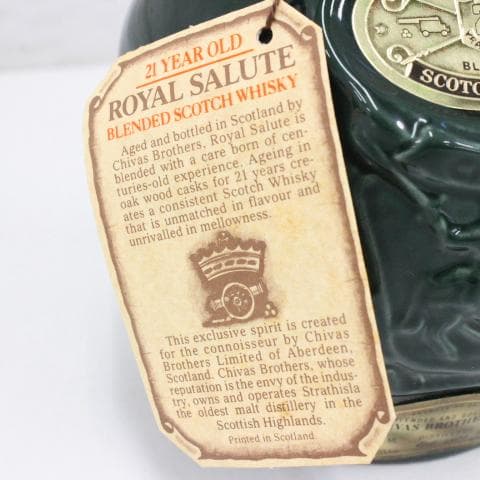 21 YEAR OLD
ROYAL SALUTE
BLENDED SCOTCH WHISKY
Aged and bottled in Scotland by
Chivas Brothers, Royal Salute is
blended with a care born of cen-
turies-old experience. Ageing in
oak wood casks for 21 years cre-
ates a consistent Scotch Whisky
that is unmatched in flavour and
unrivalled in mellowness.
This exclusive spirit is created
for the connoisseur by Chivas
Brothers Limited of Aberdeen,
Scotland. Chivas Brothers, whose
reputation is the envy of the indus-
try, owns and operates Strathisla
the oldest malt distillery in the
Scottish Highlands.
Printed in Scotland.
BL
SCOTC
VAS BROTHE